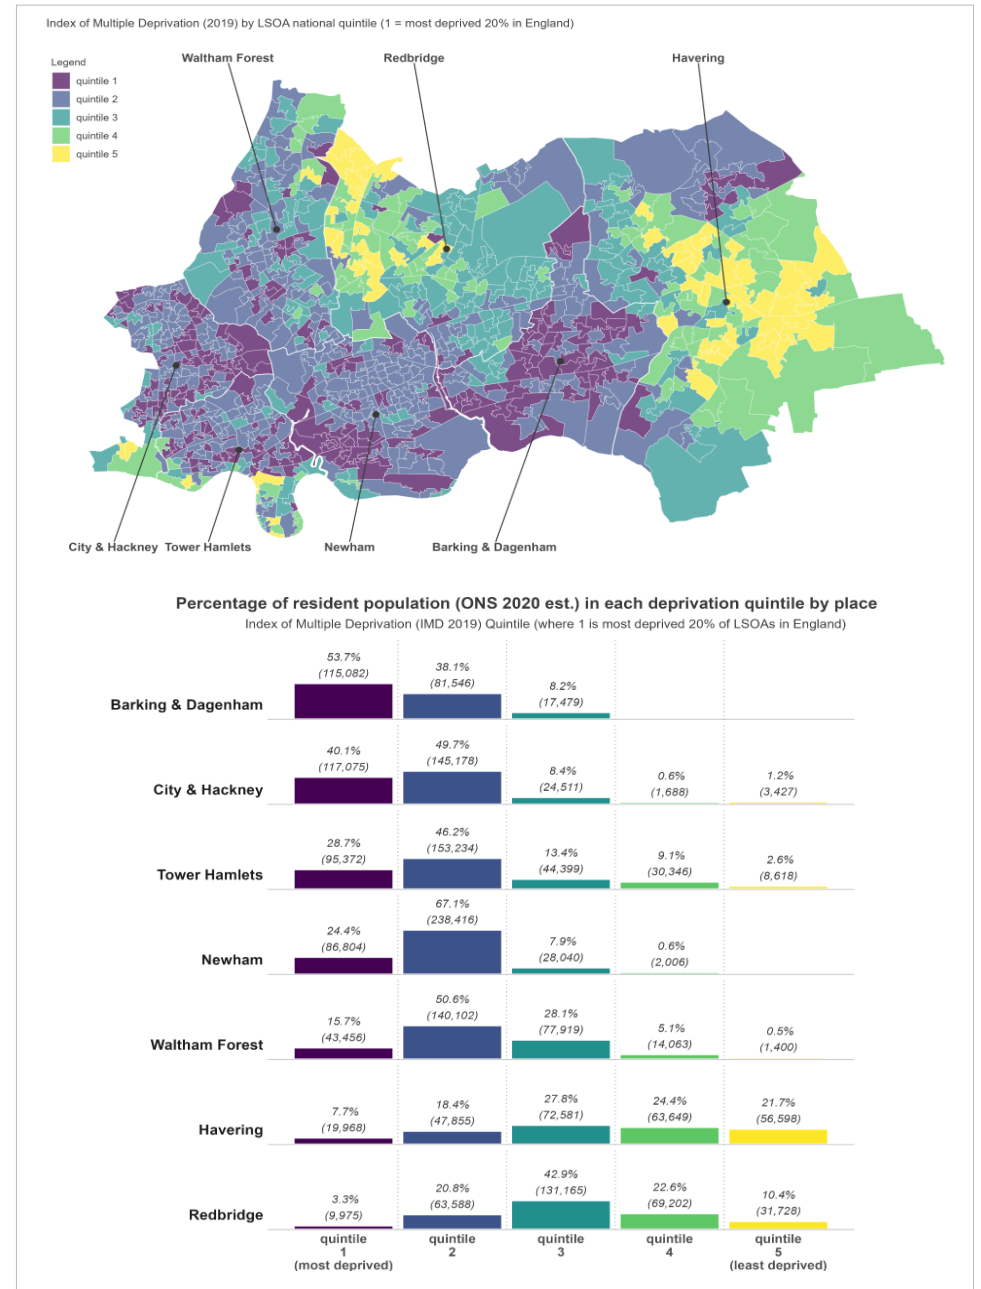 Index of Multiple Deprivation (2019) by LSOA national quintile (1 = most deprived 20% in England)
Legend
quintile 1
quintile 2
quintile 3
quintile 4
quintile 5
Waltham Forest
Redbridge
Havering
City & Hackney
Tower Hamlets
Newham
Barking & Dagenham
Percentage of resident population (ONS 2020 est.) in each deprivation quintile by place
Index of Multiple Deprivation (IMD 2019) Quintile (where 1 is most deprived 20% of LSOAs in England)
Barking & Dagenham
53.7%
(115,082)
38.1%
(81,546)
8.2%
(17,479)
City & Hackney
40.1%
(117,075)
49.7%
(145,178)
8.4%
(24,511)
0.6%
(1,688)
1.2%
(3,427)
Tower Hamlets
28.7%
(95,372)
46.2%
(153,234)
13.4%
(44,399)
9.1%
(30,346)
2.6%
(8,618)
Newham
24.4%
(86,804)
67.1%
(238,416)
7.9%
(28,040)
0.6%
(2,006)
Waltham Forest
15.7%
(43,456)
50.6%
(140,102)
28.1%
(77,919)
5.1%
(14,063)
0.5%
(1,400)
Havering
7.7%
(19,968)
18.4%
(47,855)
27.8%
(72,581)
24.4%
(63,649)
21.7%
(56,598)
Redbridge
3.3%
(9,975)
20.8%
(63,588)
42.9%
(131,165)
22.6%
(69,202)
10.4%
(31,728)
quintile
1
(most deprived)
quintile
2
quintile
3
quintile
4
quintile
5
(least deprived)